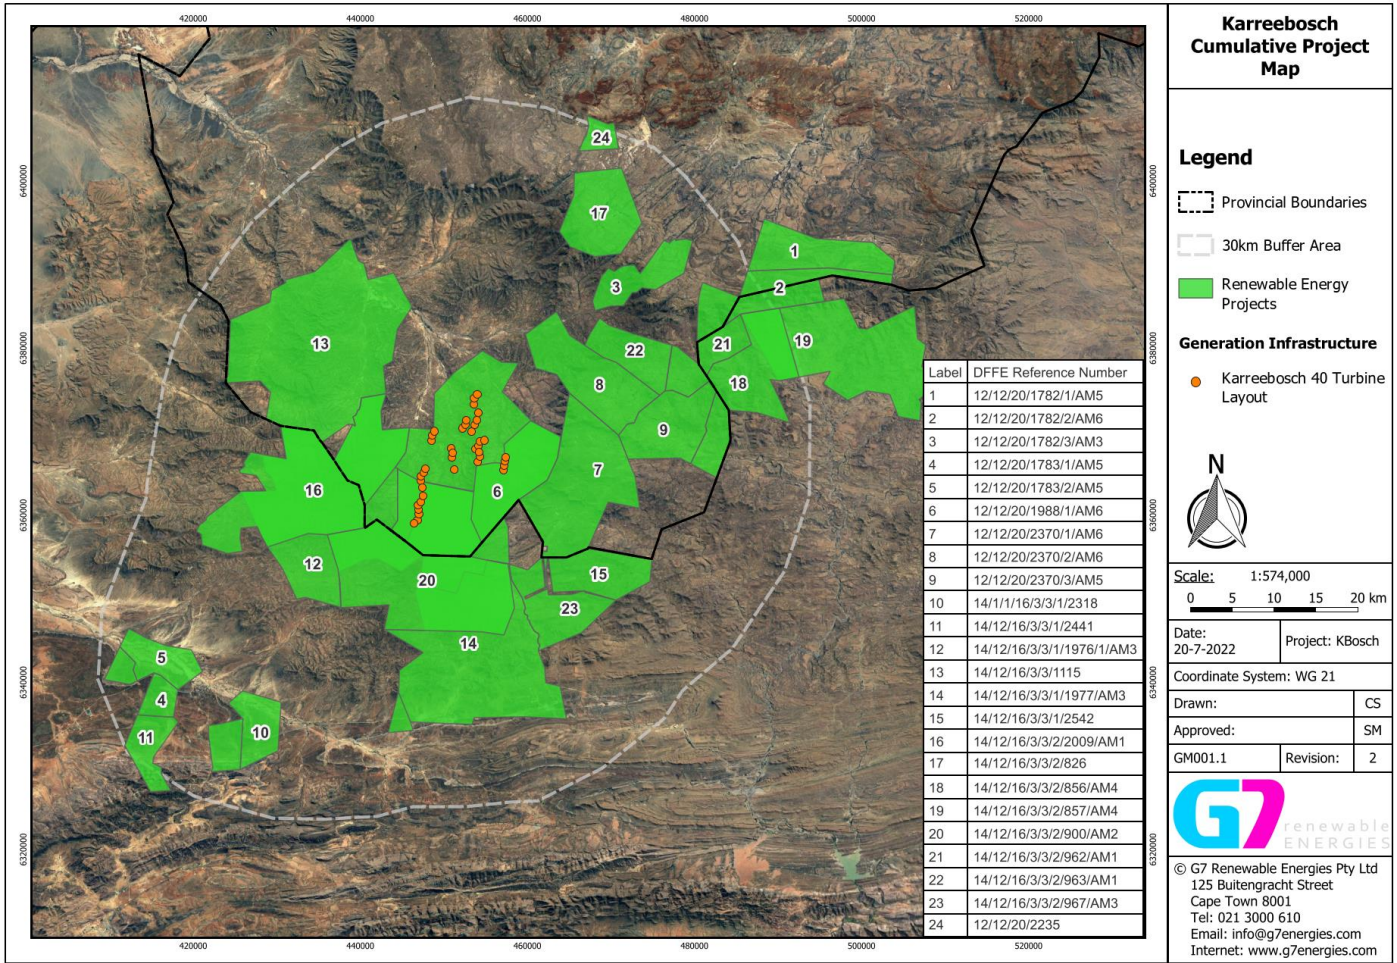 Karreebosch
Cumulative Project
Map
Legend
Provincial Boundaries
30km Buffer Area
Renewable Energy
Projects
Generation Infrastructure
Karreebosch 40 Turbine
Layout
N
Scale: 1:574,000
0 5 10 15 20 km
Date:
20-7-2022
Project: KBosch
Coordinate System: WG 21
Drawn: CS
Approved: SM
GM001.1 Revision: 2
G7
renewable
ENERGIES
© G7 Renewable Energies Pty Ltd
125 Buitengracht Street
Cape Town 8001
Tel: 021 3000 610
Email: info@g7energies.com
Internet: www.g7energies.com
420000 440000 460000 480000 500000 520000
6400000 6400000
6380000 6380000
6360000 6360000
6340000 6340000
6320000 6320000
420000 440000 460000 480000 500000 520000
24
17
1
3
2
13
22
21
19
8
18
9
7
16
6
12
20
15
23
14
5
4
11
10
Label DFFE Reference Number
1 12/12/20/1782/1/AM5
2 12/12/20/1782/2/AM6
3 12/12/20/1782/3/AM3
4 12/12/20/1783/1/AM5
5 12/12/20/1783/2/AM5
6 12/12/20/1988/1/AM6
7 12/12/20/2370/1/AM6
8 12/12/20/2370/2/AM6
9 12/12/20/2370/3/AM5
10 14/1/1/16/3/3/1/2318
11 14/12/16/3/3/1/2441
12 14/12/16/3/3/1/1976/1/AM3
13 14/12/16/3/3/1115
14 14/12/16/3/3/1/1977/AM3
15 14/12/16/3/3/1/2542
16 14/12/16/3/3/2/2009/AM1
17 14/12/16/3/3/2/826
18 14/12/16/3/3/2/856/AM4
19 14/12/16/3/3/2/857/AM4
20 14/12/16/3/3/2/900/AM2
21 14/12/16/3/3/2/962/AM1
22 14/12/16/3/3/2/963/AM1
23 14/12/16/3/3/2/967/AM3
24 12/12/20/2235